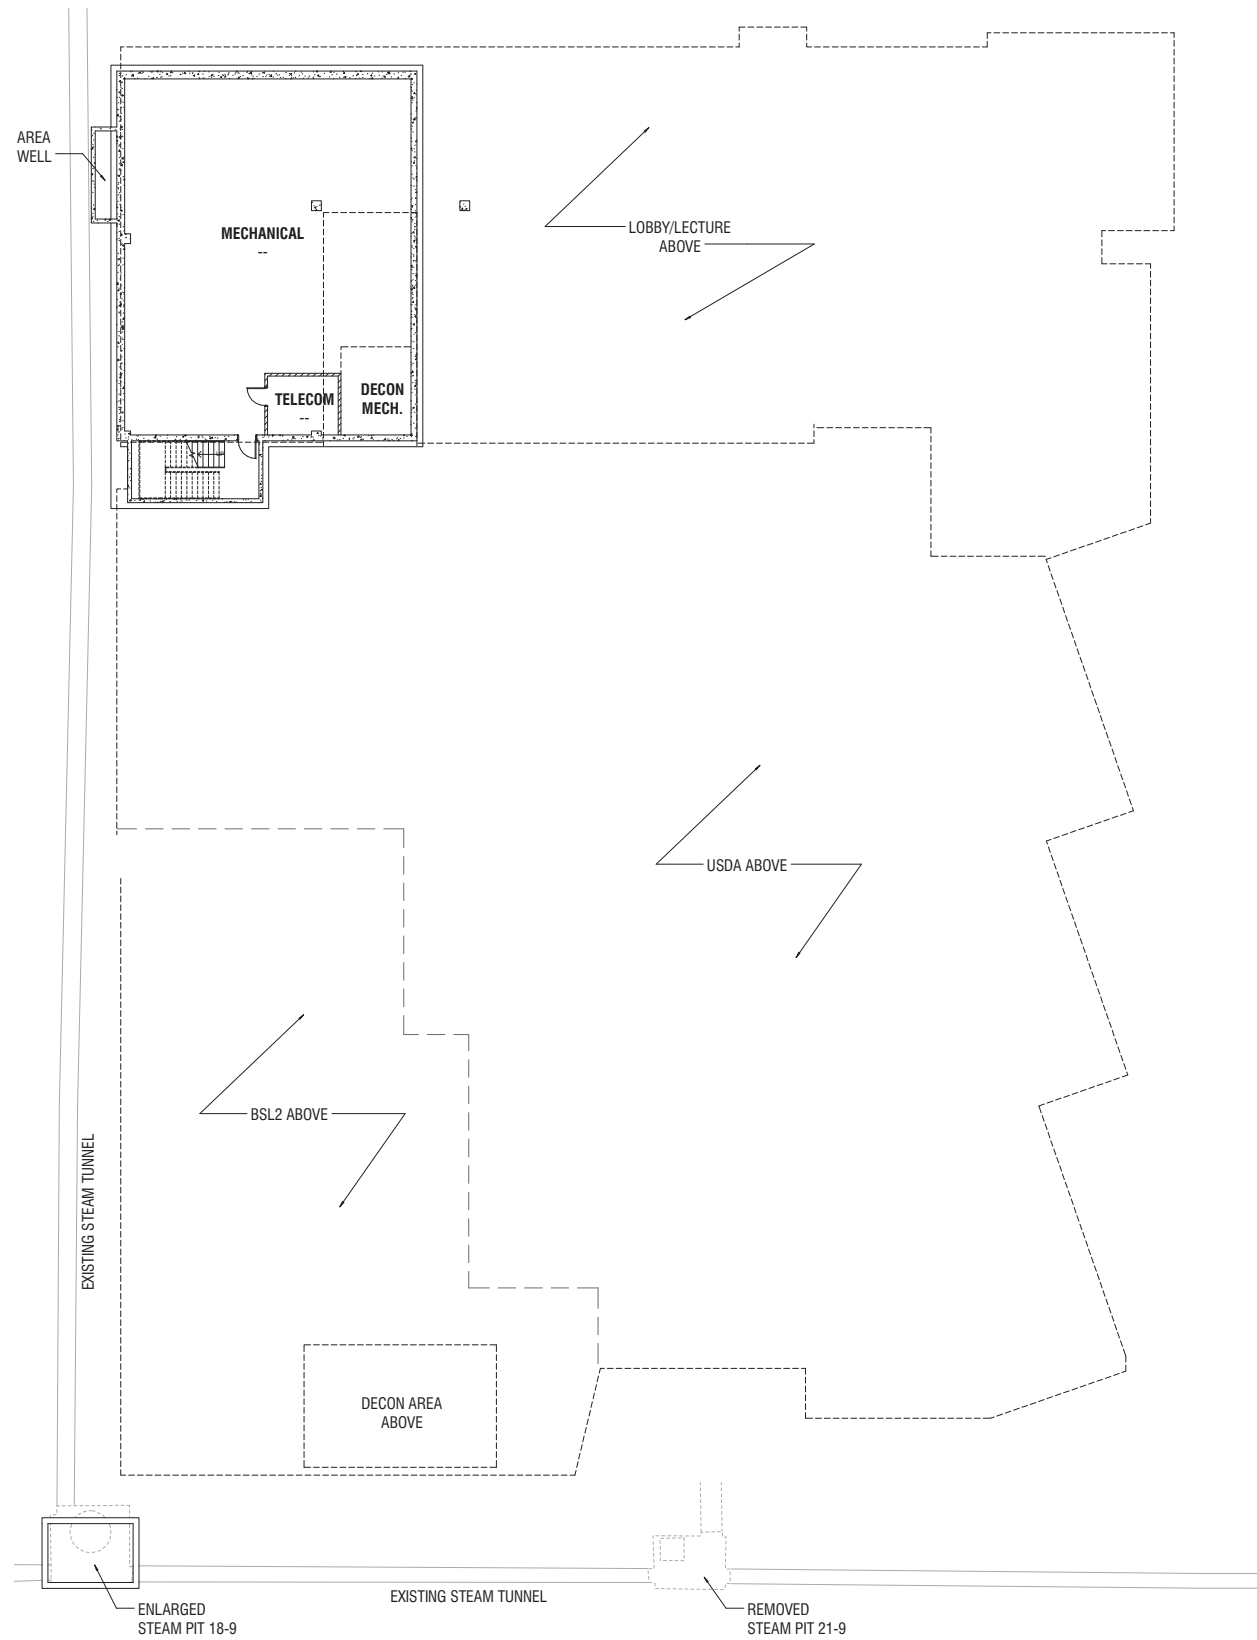 AREA
WELL
MECHANICAL
--
LOBBY/LECTURE
ABOVE
TELECOM
--
DECON
MECH.
USDA ABOVE
BSL2 ABOVE
EXISTING STEAM TUNNEL
DECON AREA
ABOVE
EXISTING STEAM TUNNEL
ENLARGED
STEAM PIT 18-9
REMOVED
STEAM PIT 21-9